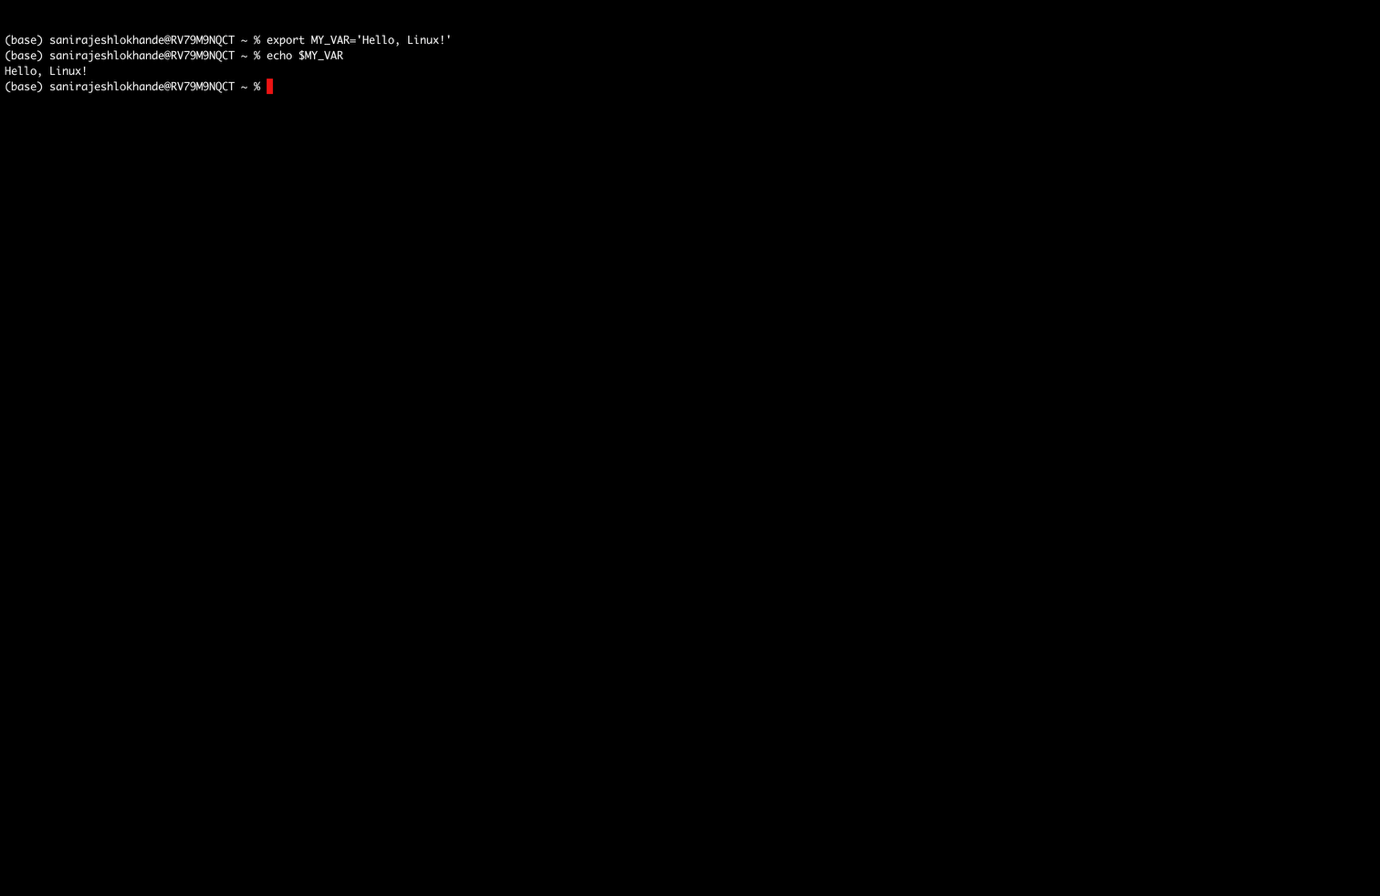 (base) sanirajeshlokhande@RV79M9NQCT ~ % export MY_VAR='Hello, Linux!'
(base) sanirajeshlokhande@RV79M9NQCT ~ % echo $MY_VAR
Hello, Linux!
(base) sanirajeshlokhande@RV79M9NQCT ~ %